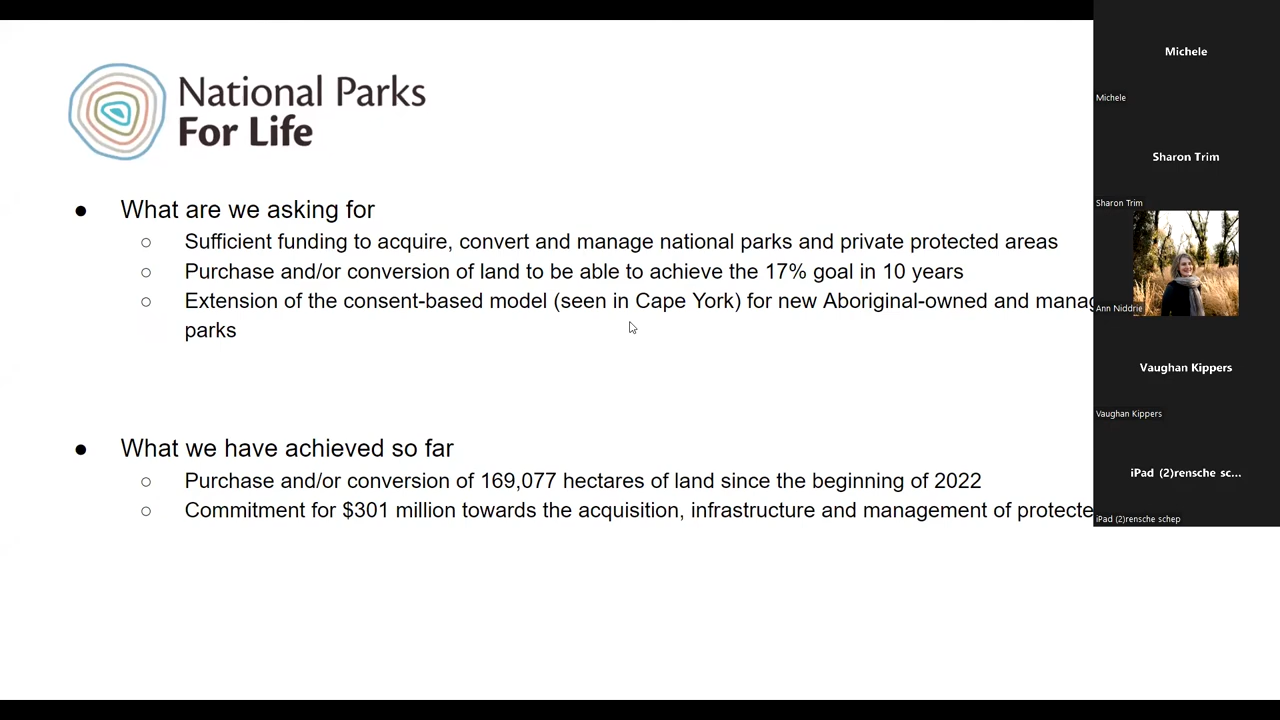 National Parks
For Life
● What are we asking for
○ Sufficient funding to acquire, convert and manage national parks and private protected areas
○ Purchase and/or conversion of land to be able to achieve the 17% goal in 10 years
○ Extension of the consent-based model (seen in Cape York) for new Aboriginal-owned and manag
parks
● What we have achieved so far
○ Purchase and/or conversion of 169,077 hectares of land since the beginning of 2022
○ Commitment for $301 million towards the acquisition, infrastructure and management of protecte
Michele
Michele
Sharon Trim
Sharon Trim
Ann Niddrie
Vaughan Kippers
Vaughan Kippers
iPad (2)rensche sc...
iPad (2)rensche schep